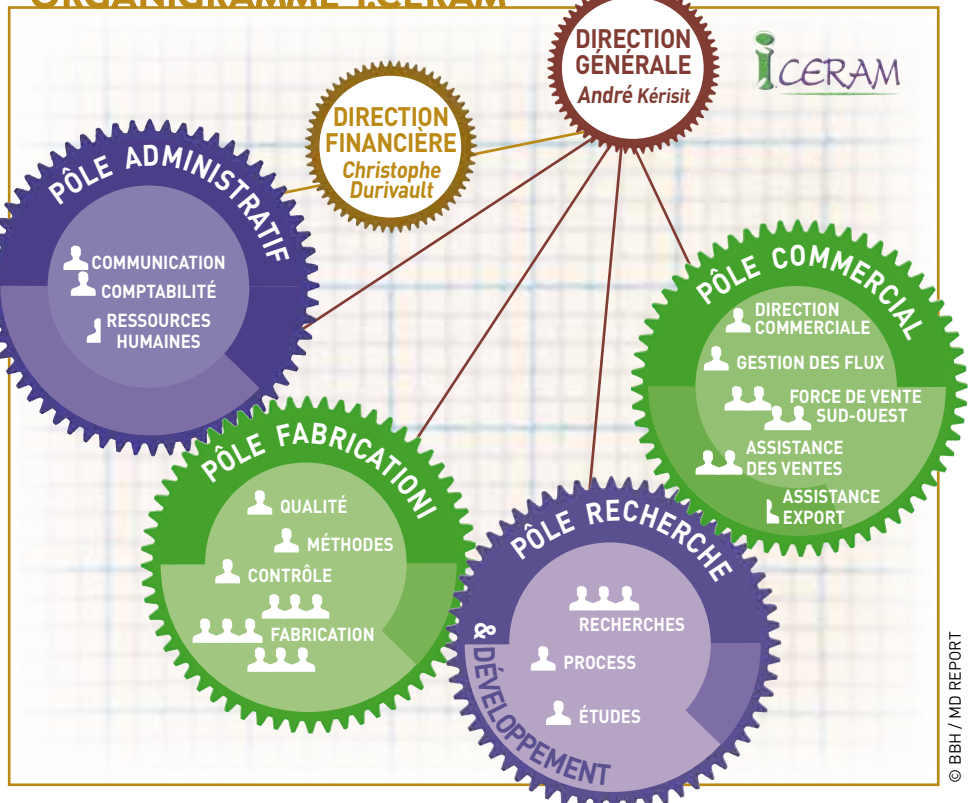 ORGANIGRAMME I.CERAM
DIRECTION
GÉNÉRALE
André Kérisit
i.CERAM
DIRECTION
FINANCIÈRE
Christophe
Durivault
PÔLE ADMINISTRATIF
COMMUNICATION
COMPTABILITÉ
RESSOURCES
HUMAINES
PÔLE COMMERCIAL
DIRECTION
COMMERCIALE
GESTION DES FLUX
FORCE DE VENTE
SUD-OUEST
ASSISTANCE
DES VENTES
ASSISTANCE
EXPORT
PÔLE FABRICATIONI
QUALITÉ
MÉTHODES
CONTRÔLE
FABRICATION
PÔLE RECHERCHE
& DÉVELOPPEMENT
RECHERCHES
PROCESS
ÉTUDES
© BBH / MD REPORT